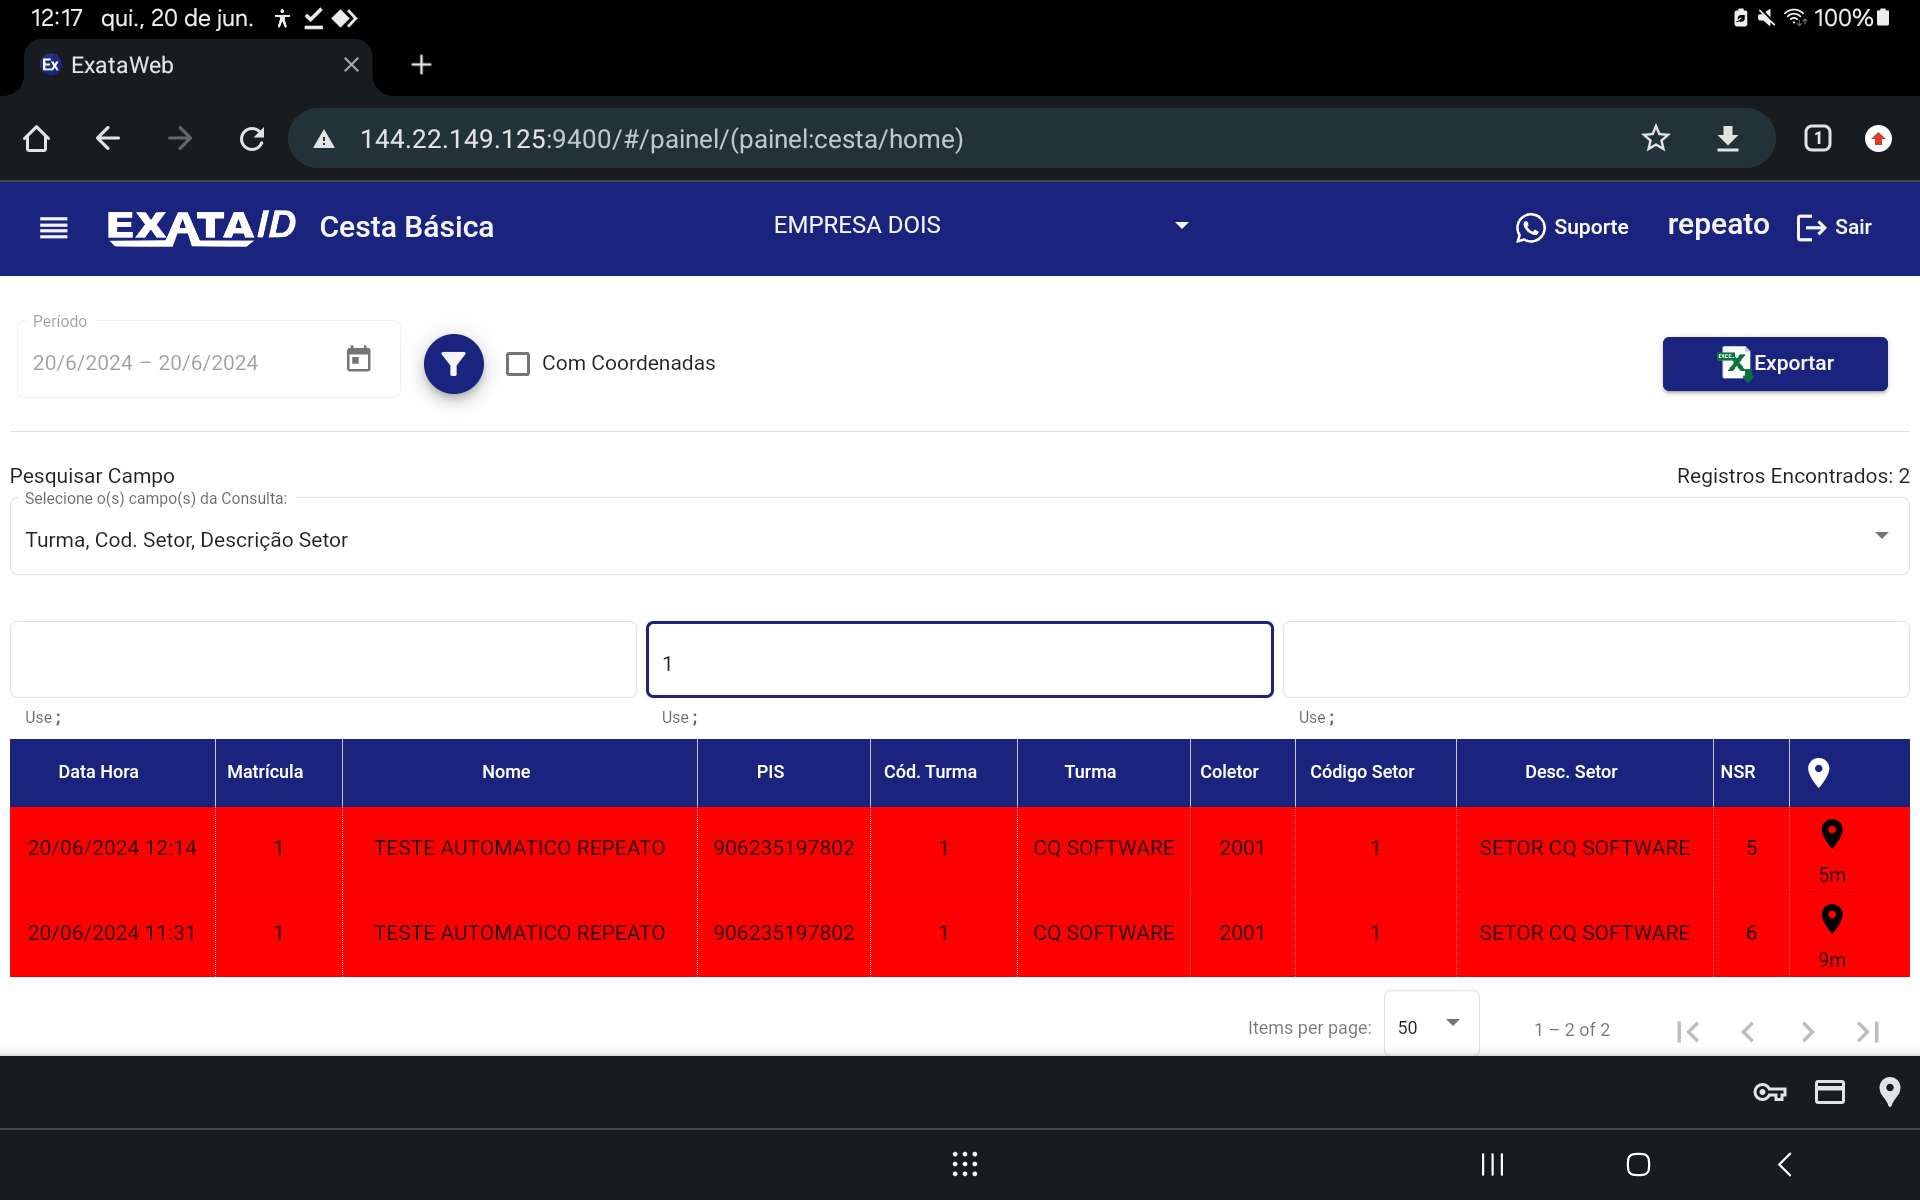 12:17 qui., 20 de jun. 100%
Ex ExataWeb
144.22.149.125:9400/#/painel/(painel:cesta/home) 1
EXATA ID Cesta Básica EMPRESA DOIS Suporte repeato Sair
Período
20/6/2024 – 20/6/2024 Com Coordenadas Exportar
Pesquisar Campo Registros Encontrados: 2
Selecione o(s) campo(s) da Consulta:
Turma, Cod. Setor, Descrição Setor
1
Use ; Use ; Use ;
Data Hora Matrícula Nome PIS Cód. Turma Turma Coletor Código Setor Desc. Setor NSR
20/06/2024 12:14 1 TESTE AUTOMATICO REPEATO 906235197802 1 CQ SOFTWARE 2001 1 SETOR CQ SOFTWARE 5 5m
20/06/2024 11:31 1 TESTE AUTOMATICO REPEATO 906235197802 1 CQ SOFTWARE 2001 1 SETOR CQ SOFTWARE 6 9m
Items per page: 50 1 – 2 of 2